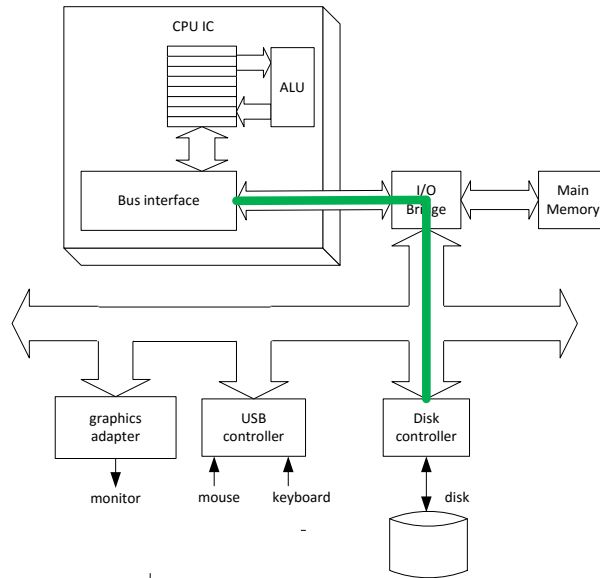 CPU IC
ALU
Bus interface
I/O
Bridge
Main
Memory
graphics
adapter
USB
controller
Disk
controller
monitor
mouse
keyboard
disk